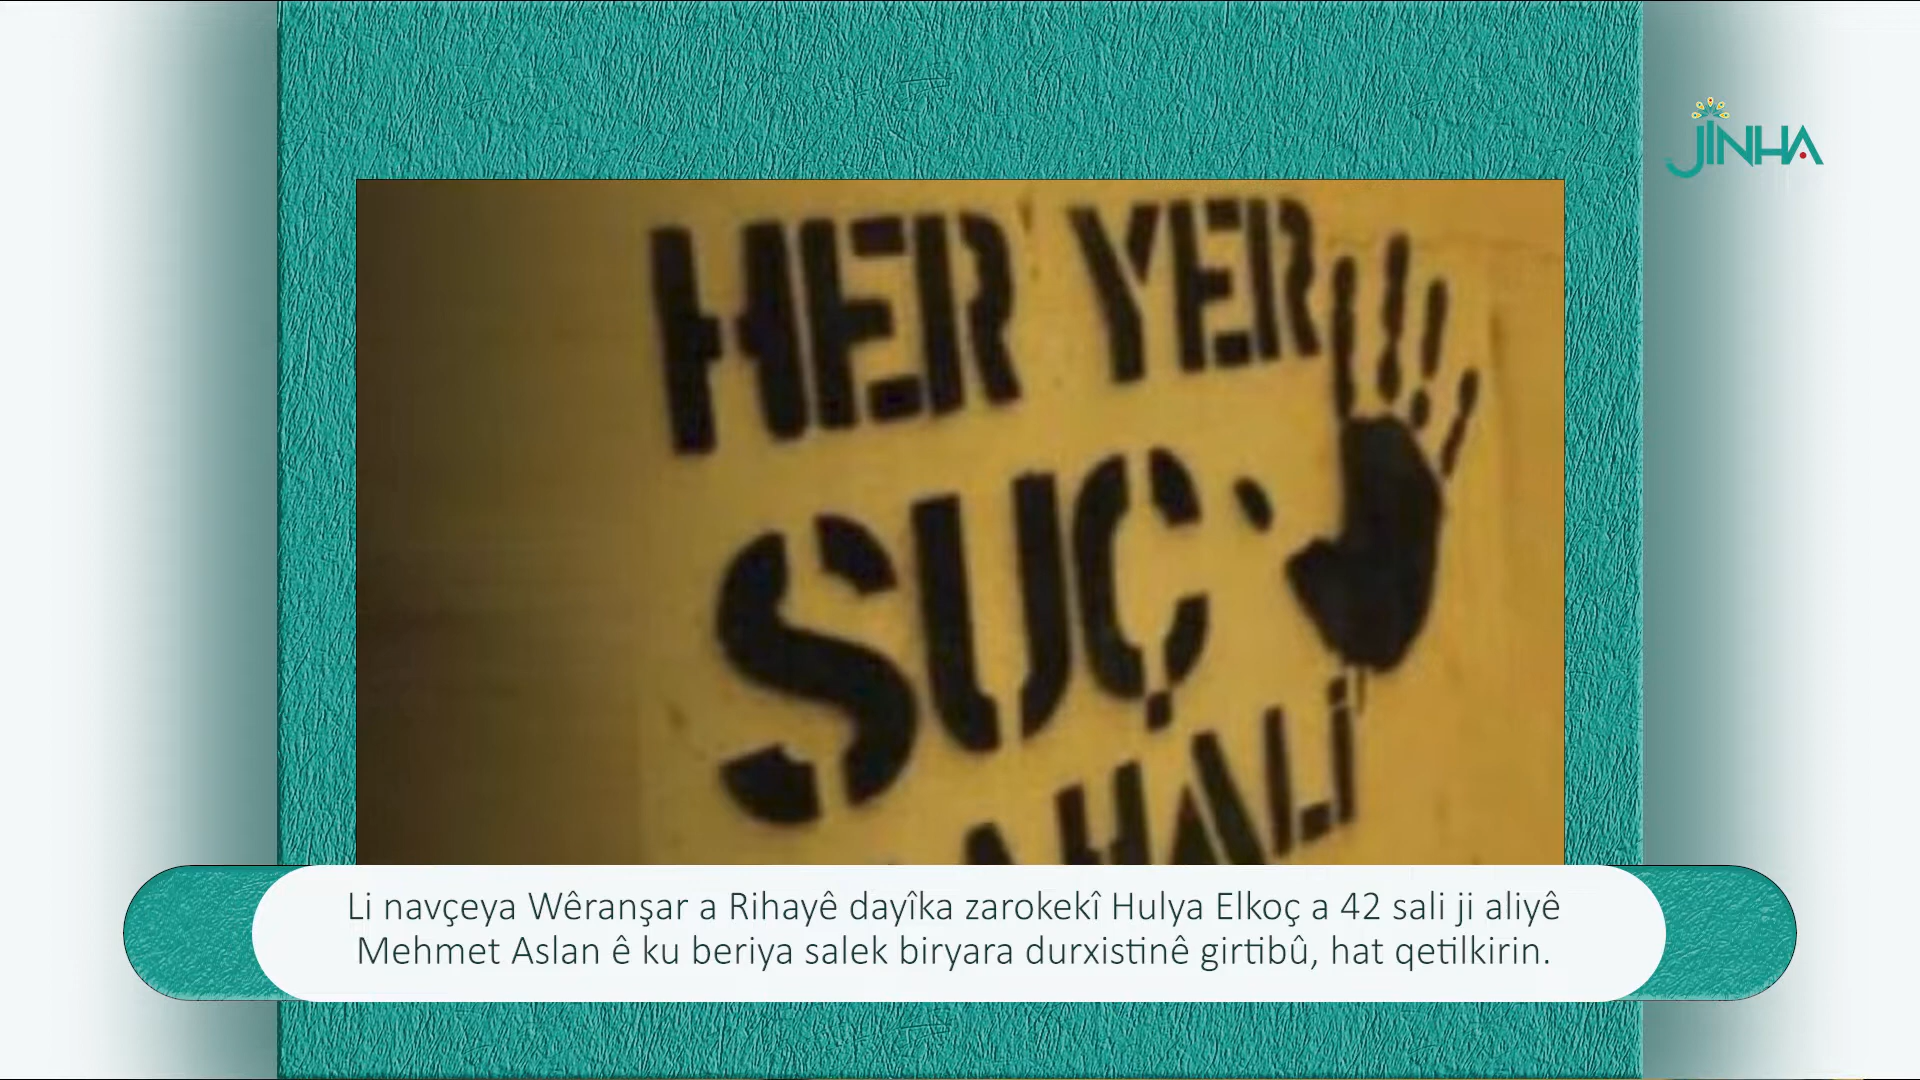 JINHA
HER YER
SUÇ
MAHALİ
Li navçeya Wêranşar a Rihayê dayîka zarokekî Hulya Elkoç a 42 sali ji aliyê
Mehmet Aslan ê ku beriya salek biryara durxistinê girtibû, hat qetilkirin.